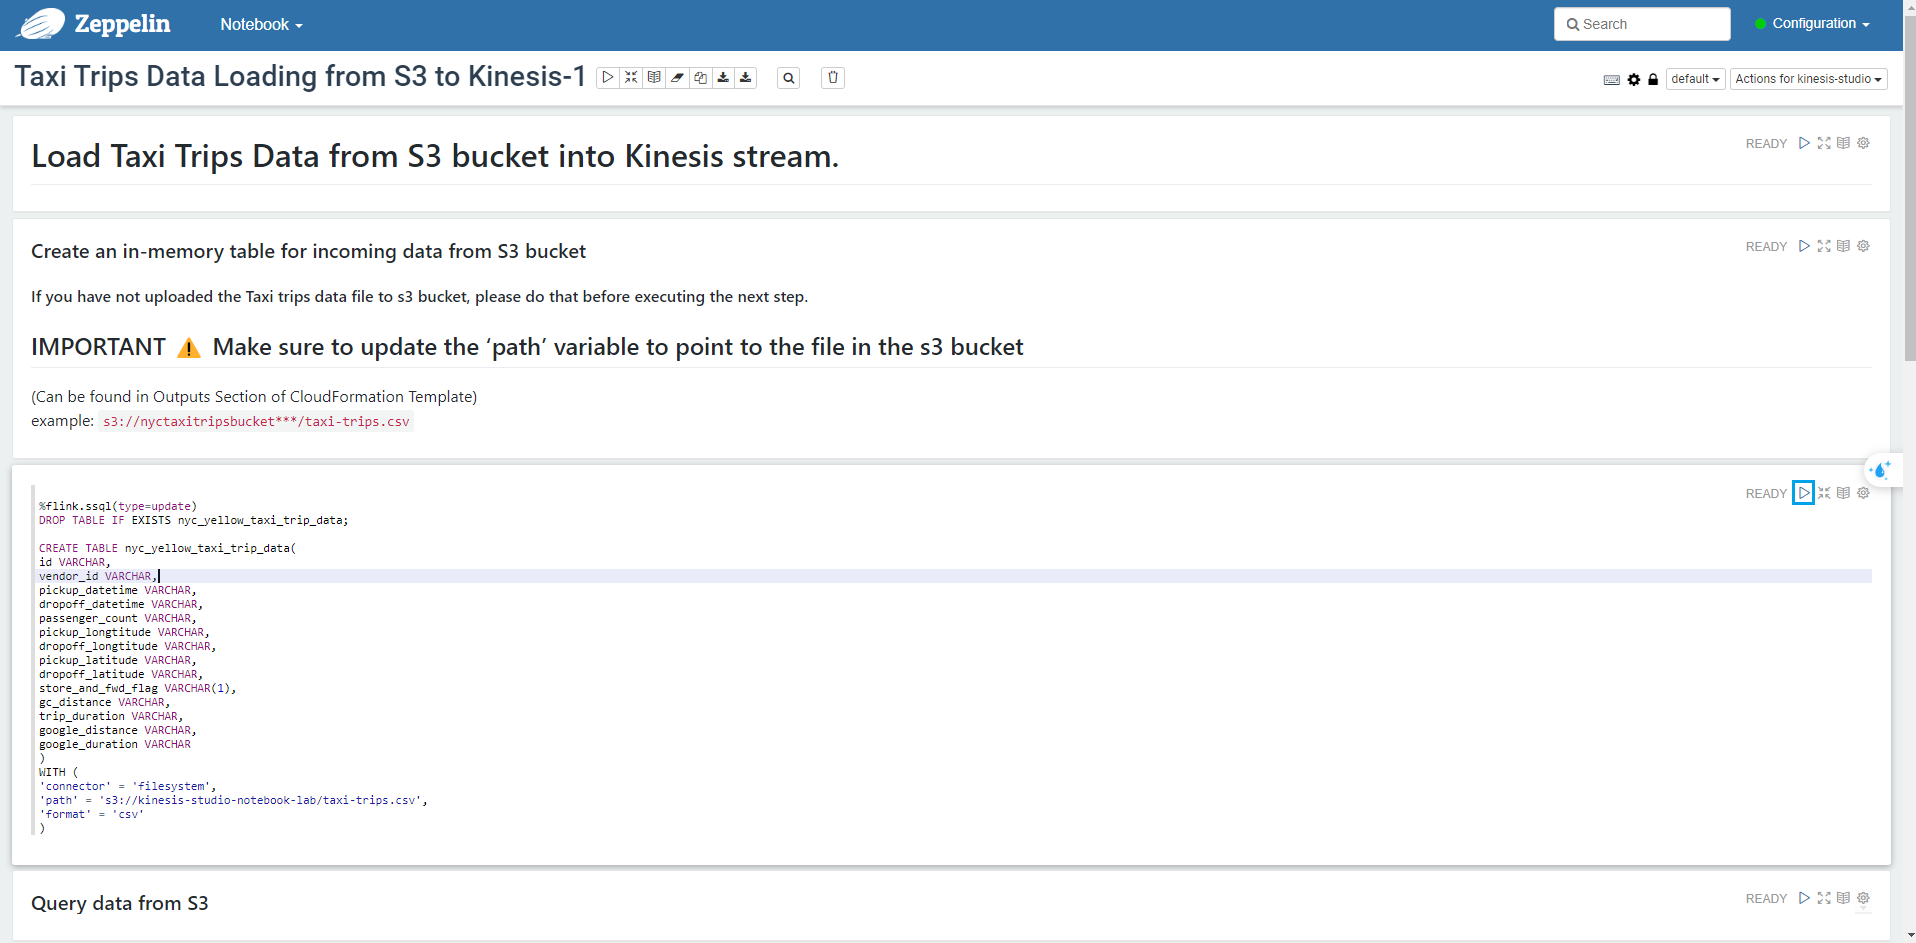 Zeppelin
Notebook
Search
Configuration
Taxi Trips Data Loading from S3 to Kinesis-1
default
Actions for kinesis-studio
Load Taxi Trips Data from S3 bucket into Kinesis stream.
READY
Create an in-memory table for incoming data from S3 bucket
READY
If you have not uploaded the Taxi trips data file to s3 bucket, please do that before executing the next step.
IMPORTANT ⚠ Make sure to update the ‘path’ variable to point to the file in the s3 bucket
(Can be found in Outputs Section of CloudFormation Template)
example: s3://nyctaxitripsbucket***/taxi-trips.csv
READY
%flink.ssql(type=update)
DROP TABLE IF EXISTS nyc_yellow_taxi_trip_data;
CREATE TABLE nyc_yellow_taxi_trip_data(
id VARCHAR,
vendor_id VARCHAR,
pickup_datetime VARCHAR,
dropoff_datetime VARCHAR,
passenger_count VARCHAR,
pickup_longtitude VARCHAR,
dropoff_longtitude VARCHAR,
pickup_latitude VARCHAR,
dropoff_latitude VARCHAR,
store_and_fwd_flag VARCHAR(1),
gc_distance VARCHAR,
trip_duration VARCHAR,
google_distance VARCHAR,
google_duration VARCHAR
)
WITH (
'connector' = 'filesystem',
'path' = 's3://kinesis-studio-notebook-lab/taxi-trips.csv',
'format' = 'csv'
)
Query data from S3
READY